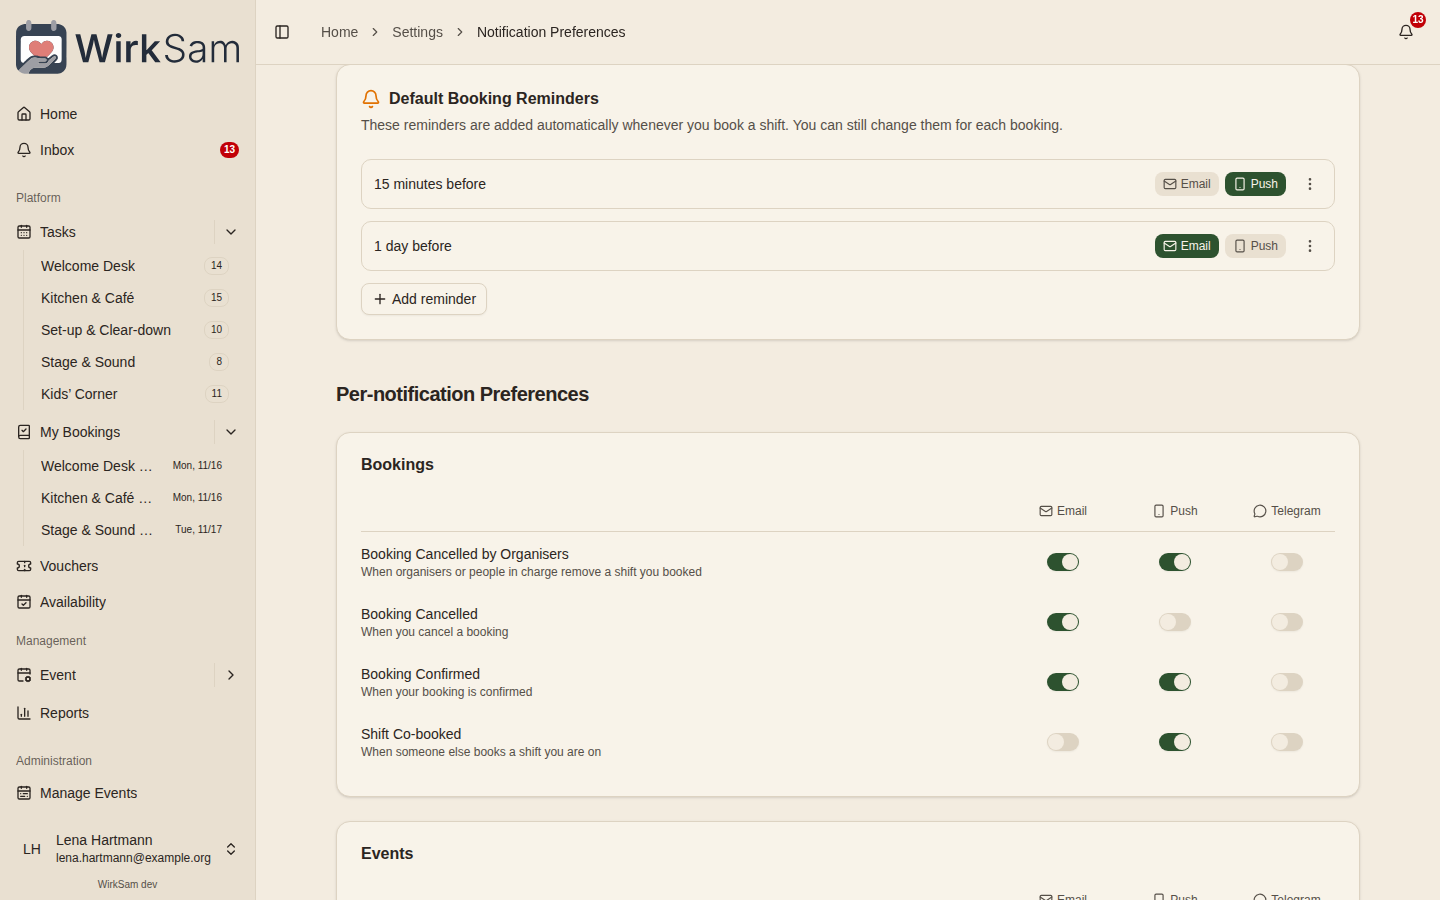 WirkSam
Home
Inbox
13
Platform
Tasks
Welcome Desk
14
Kitchen & Café
15
Set-up & Clear-down
10
Stage & Sound
8
Kids’ Corner
11
My Bookings
Welcome Desk …
Mon, 11/16
Kitchen & Café …
Mon, 11/16
Stage & Sound …
Tue, 11/17
Vouchers
Availability
Management
Event
Reports
Administration
Manage Events
LH
Lena Hartmann
lena.hartmann@example.org
WirkSam dev
Home
Settings
Notification Preferences
13
Default Booking Reminders
These reminders are added automatically whenever you book a shift. You can still change them for each booking.
15 minutes before
Email
Push
1 day before
Email
Push
Add reminder
Per-notification Preferences
Bookings
Email
Push
Telegram
Booking Cancelled by Organisers
When organisers or people in charge remove a shift you booked
Booking Cancelled
When you cancel a booking
Booking Confirmed
When your booking is confirmed
Shift Co-booked
When someone else books a shift you are on
Events
Email
Push
Telegram